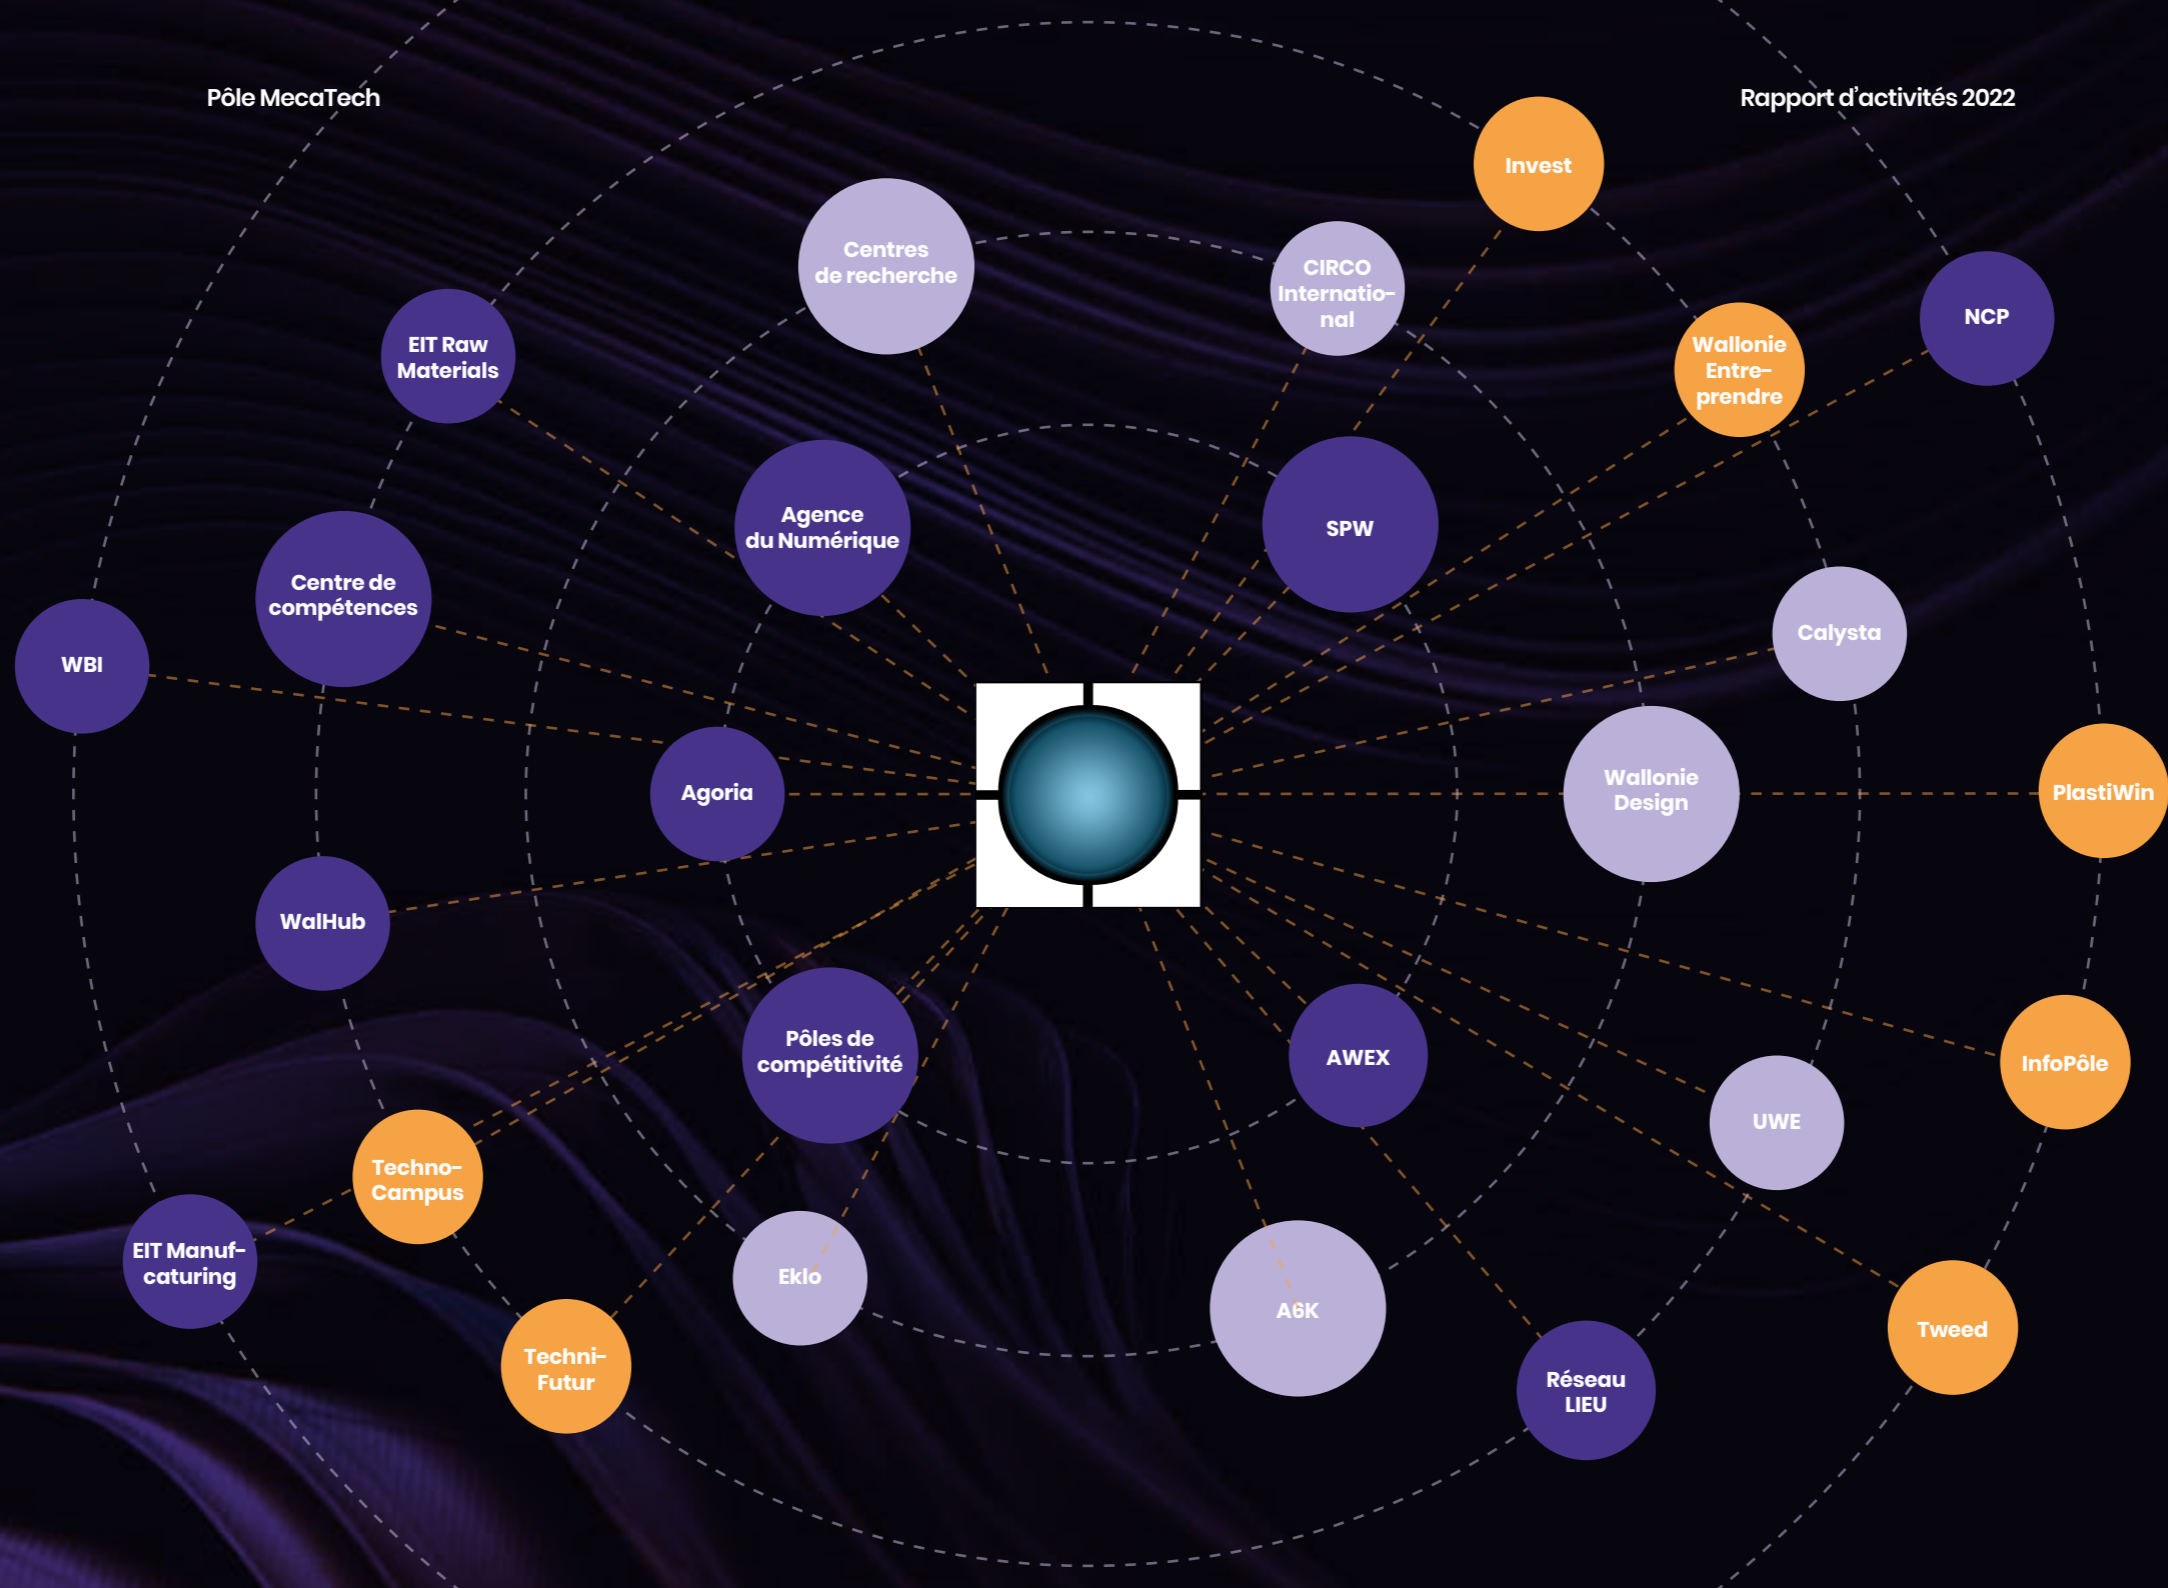 Pôle MecaTech
Rapport d'activités 2022
Invest
Centres
de recherche
CIRCO
Internatio-
nal
NCP
EIT Raw
Materials
Wallonie
Entre-
prendre
Agence
du Numérique
SPW
Centre de
compétences
Calysta
WBI
Agoria
Wallonie
Design
PlastiWin
WalHub
Pôles de
compétitivité
AWEX
InfoPôle
UWE
Techno-
Campus
EIT Manuf-
caturing
Eklo
A6K
Tweed
Techni-
Futur
Réseau
LIEU